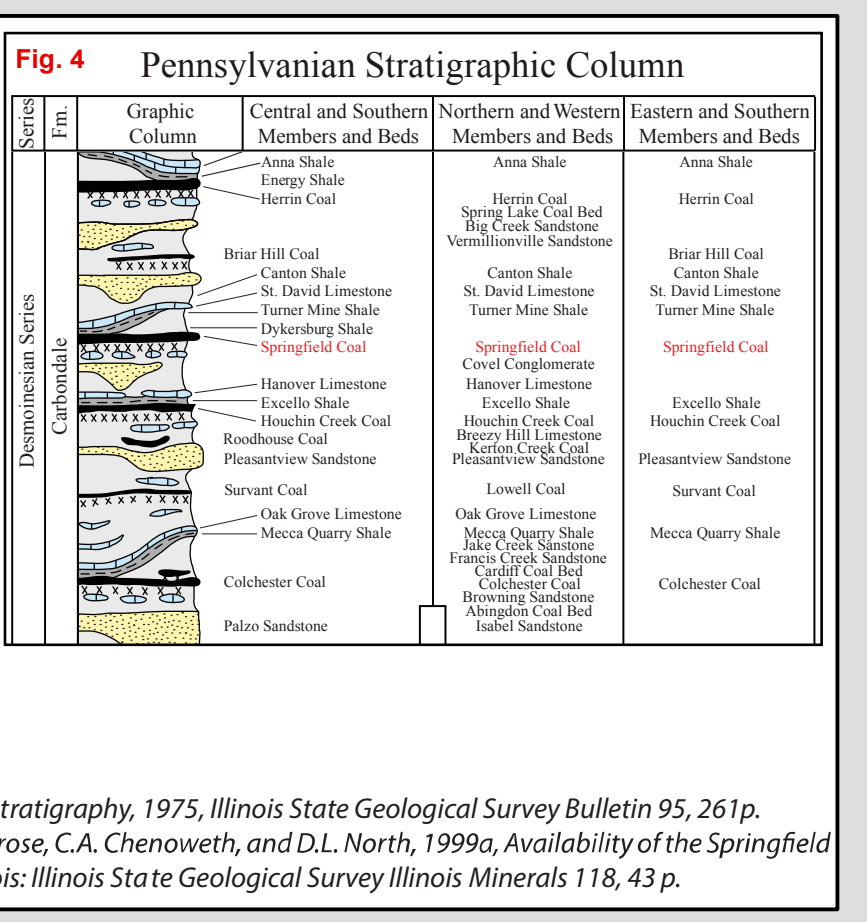 Fig. 4
Pennsylvanian Stratigraphic Column
Series
Fm.
Graphic
Column
Central and Southern
Members and Beds
Northern and Western
Members and Beds
Eastern and Southern
Members and Beds
Desmoinesian Series
Carbondale
Anna Shale
Energy Shale
Herrin Coal
Briar Hill Coal
Canton Shale
St. David Limestone
Turner Mine Shale
Dykersburg Shale
Springfield Coal
Hanover Limestone
Excello Shale
Houchin Creek Coal
Roodhouse Coal
Pleasantview Sandstone
Survant Coal
Oak Grove Limestone
Mecca Quarry Shale
Colchester Coal
Palzo Sandstone
Anna Shale
Herrin Coal
Spring Lake Coal Bed
Big Creek Sandstone
Vermillionville Sandstone
Canton Shale
St. David Limestone
Turner Mine Shale
Springfield Coal
Covel Conglomerate
Hanover Limestone
Excello Shale
Houchin Creek Coal
Breezy Hill Limestone
Kerton Creek Coal
Pleasantview Sandstone
Lowell Coal
Oak Grove Limestone
Mecca Quarry Shale
Jake Creek Sanstone
Francis Creek Sandstone
Cardiff Coal Bed
Colchester Coal
Browning Sandstone
Abingdon Coal Bed
Isabel Sandstone
Anna Shale
Herrin Coal
Briar Hill Coal
Canton Shale
St. David Limestone
Turner Mine Shale
Springfield Coal
Excello Shale
Houchin Creek Coal
Pleasantview Sandstone
Survant Coal
Mecca Quarry Shale
Colchester Coal
tratigraphy, 1975, Illinois State Geological Survey Bulletin 95, 261p.
rose, C.A. Chenoweth, and D.L. North, 1999a, Availability of the Springfield
ois: Illinois State Geological Survey Illinois Minerals 118, 43 p.